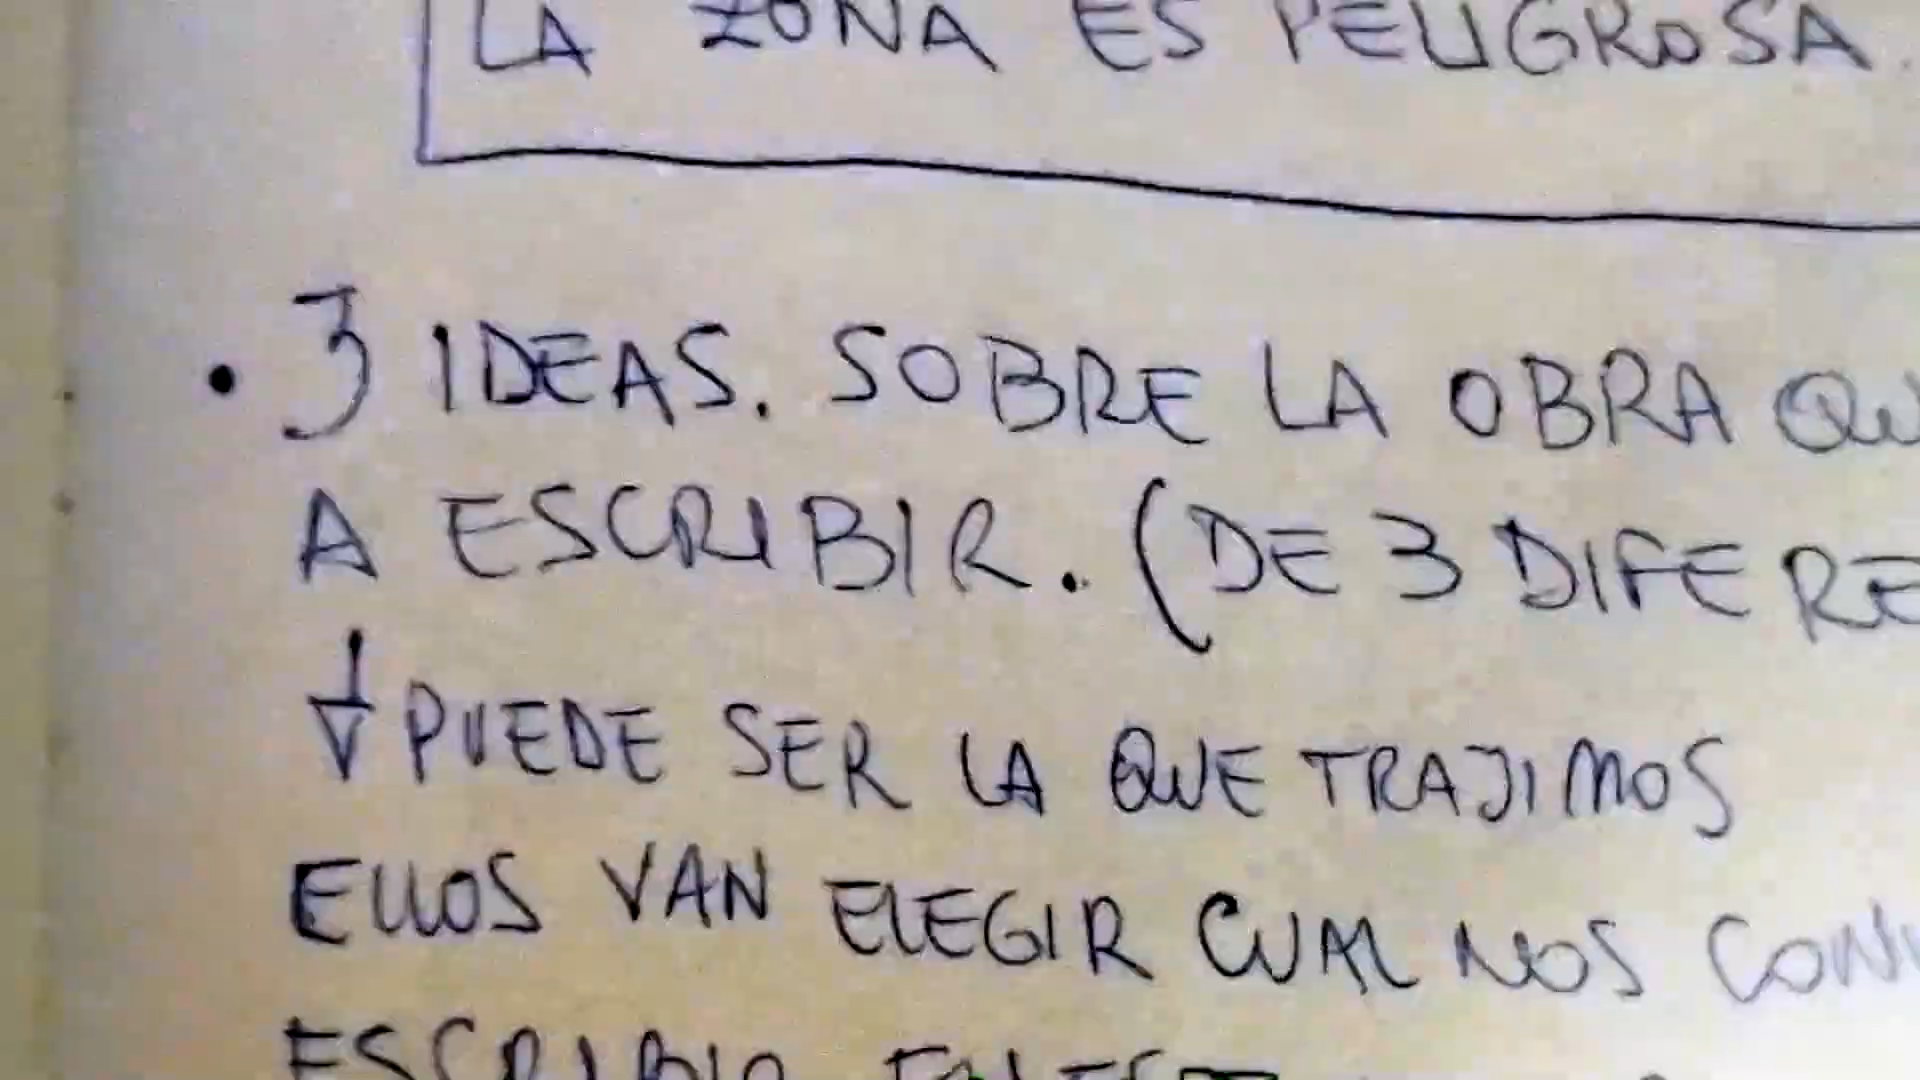 LA ZONA ES PELIGROSA.
• 3 IDEAS. SOBRE LA OBRA
A ESCRIBIR. (DE 3
PUEDE SER LA QUE TRAJIMOS
ELLOS VAN ELEGIR CUAL NOS
ESCRIBIR